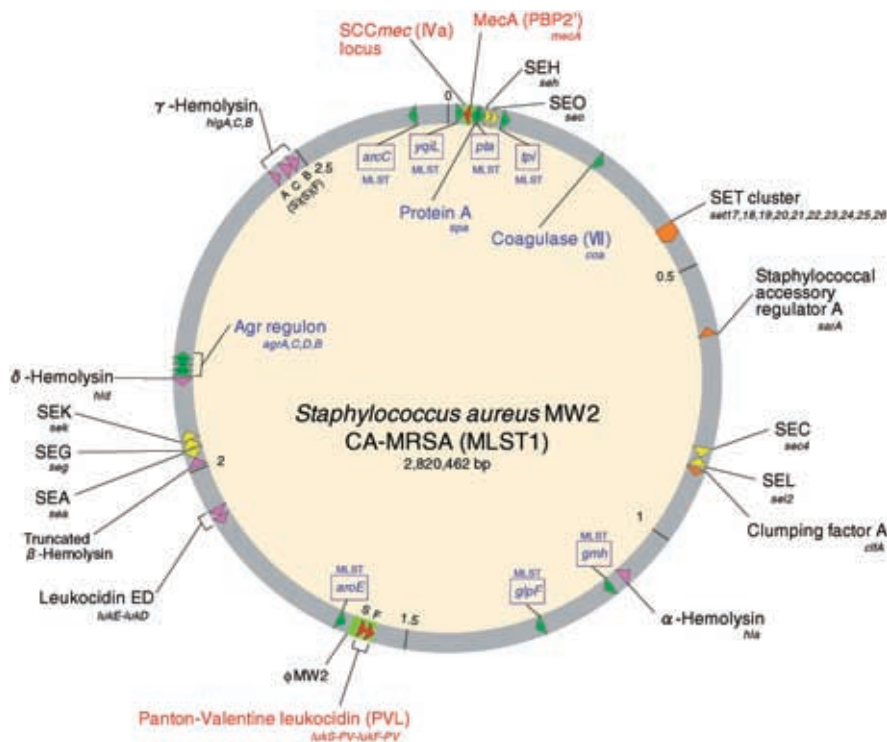 SCCmec (IVa)
locus
MecA (PBP2')
mecA
SEH
seh
SEO
seo
γ-Hemolysin
hlgA,C,B
0
2.5
A C B
(S)(S)(F)
arcC
MLST
yqiL
MLST
pta
MLST
tpi
MLST
Protein A
spa
Coagulase (VII)
coa
SET cluster
set17,18,19,20,21,22,23,24,25,26
0.5
Staphylococcal
accessory
regulator A
sarA
Agr regulon
agrA,C,D,B
δ-Hemolysin
hld
SEK
sek
SEG
seg
SEA
sea
2
Truncated
β-Hemolysin
Leukocidin ED
lukE-lukD
Staphylococcus aureus MW2
CA-MRSA (MLST1)
2,820,462 bp
SEC
sec4
SEL
sel2
Clumping factor A
clfA
1
MLST
gmh
MLST
glpF
MLST
aroE
α-Hemolysin
hla
S F
1.5
φMW2
Panton-Valentine leukocidin (PVL)
lukS-PV-lukF-PV